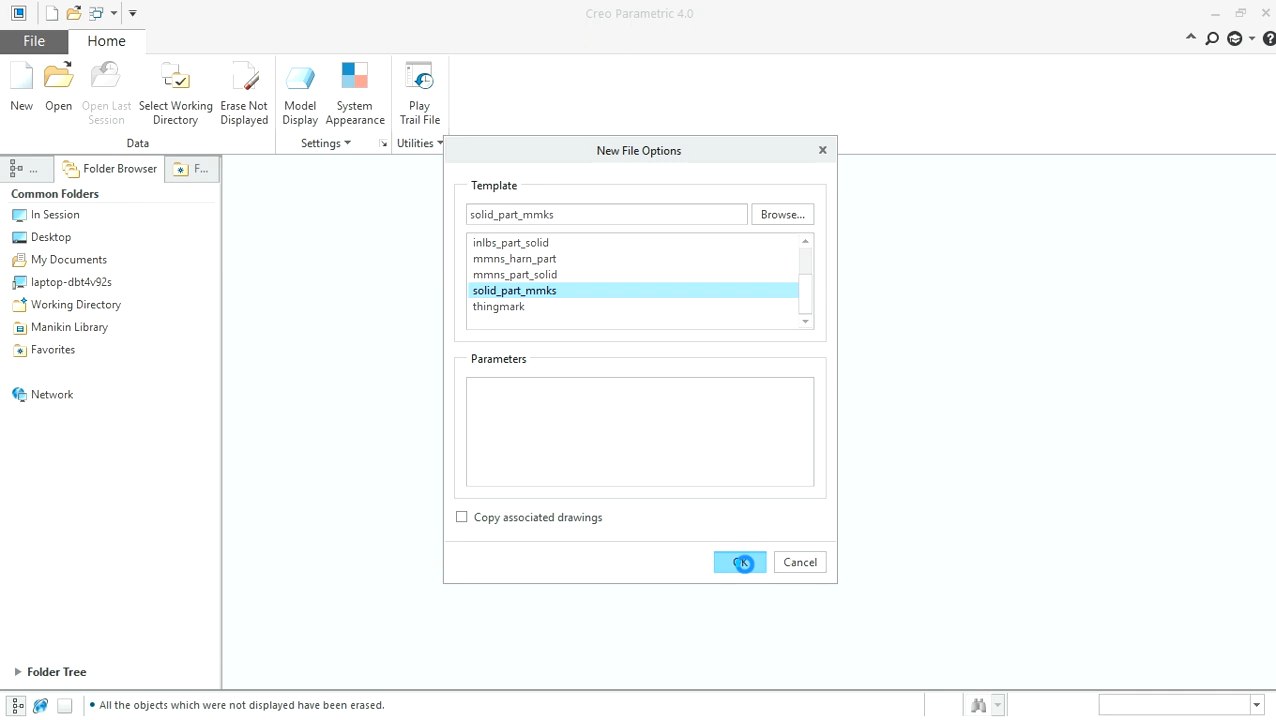 Creo Parametric 4.0
File
Home
New
Open
Open Last
Session
Select Working
Directory
Erase Not
Displayed
Model
Display
System
Appearance
Play
Trail File
Data
Settings
Utilities
...
Folder Browser
F...
Common Folders
In Session
Desktop
My Documents
laptop-dbt4v92s
Working Directory
Manikin Library
Favorites
Network
Folder Tree
New File Options
Template
solid_part_mmks
Browse...
inlbs_part_solid
mmns_harn_part
mmns_part_solid
solid_part_mmks
thingmark
Parameters
Copy associated drawings
OK
Cancel
• All the objects which were not displayed have been erased.